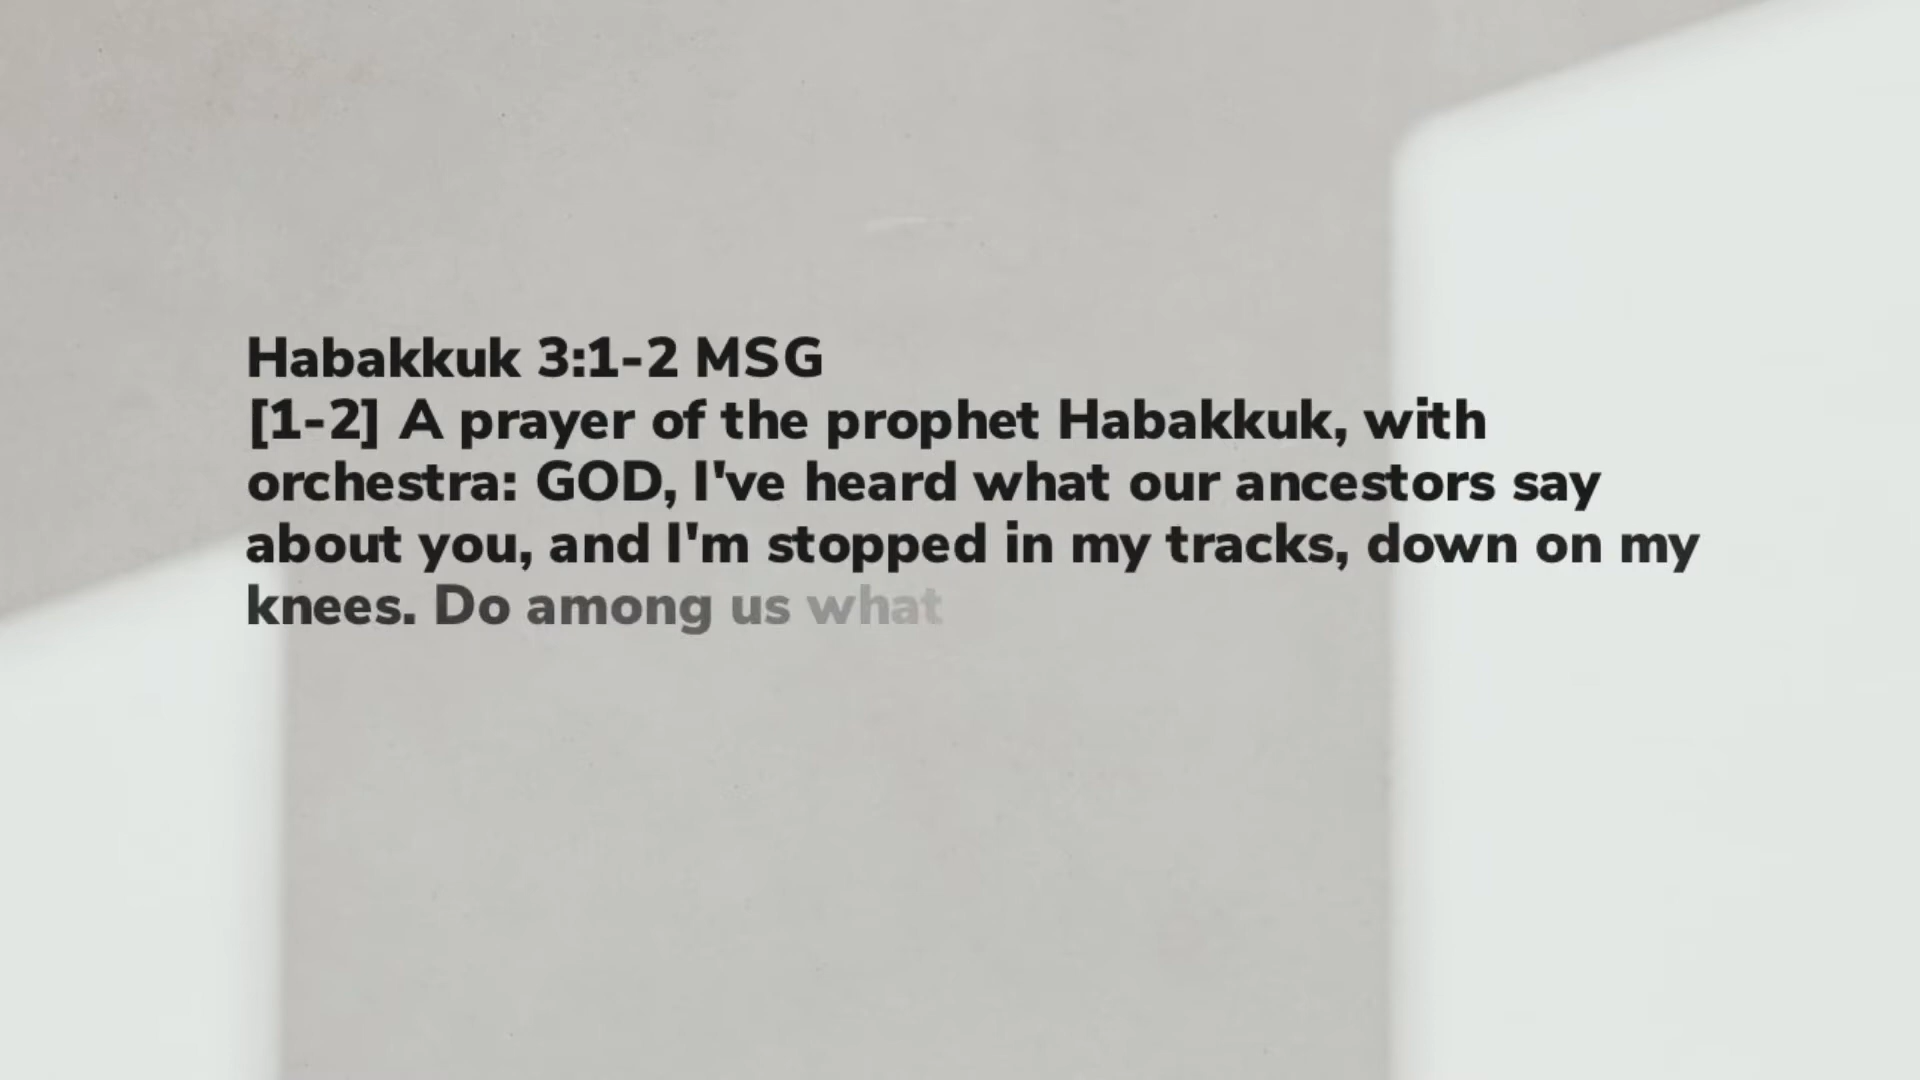 Habakkuk 3:1-2 MSG
[1-2] A prayer of the prophet Habakkuk, with
orchestra: GOD, I've heard what our ancestors say
about you, and I'm stopped in my tracks, down on my
knees. Do among us what